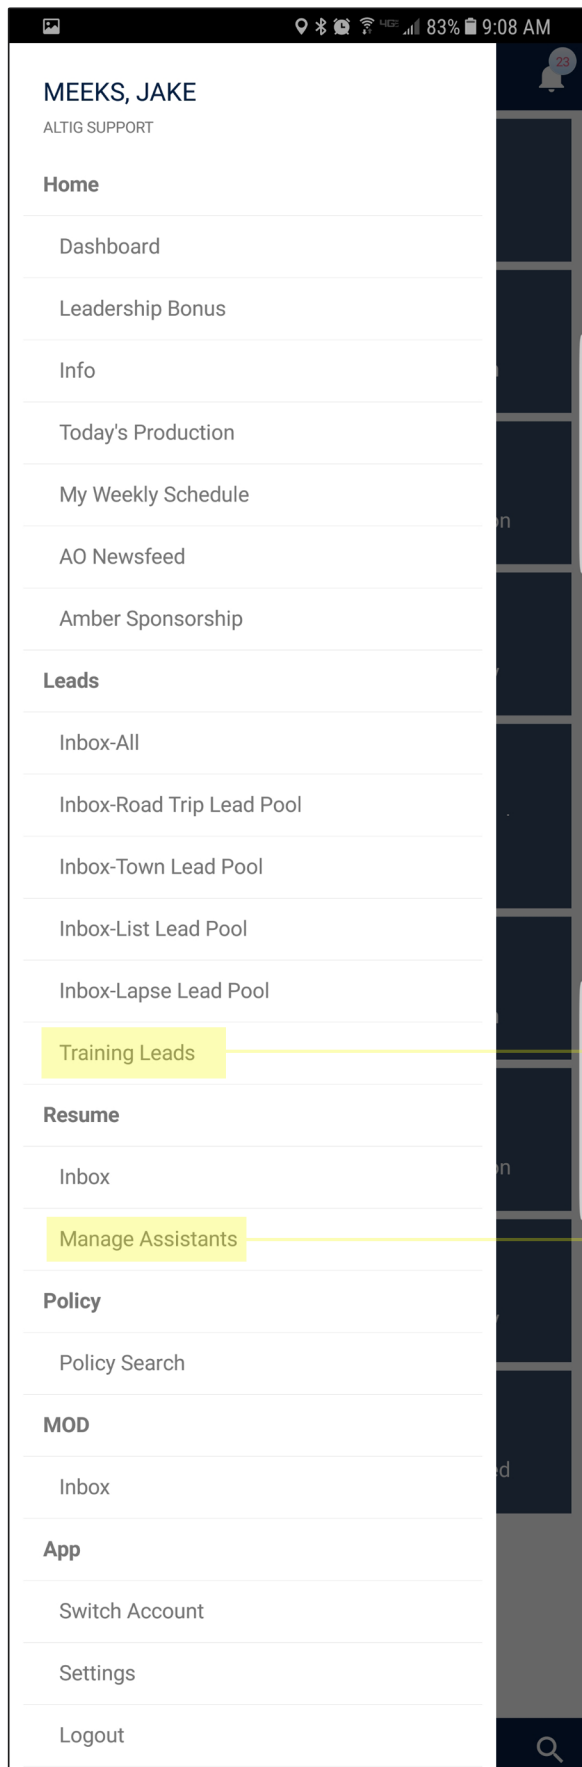 4GE 83% 9:08 AM
23
MEEKS, JAKE
ALTIG SUPPORT
Home
Dashboard
Leadership Bonus
Info
Today's Production
My Weekly Schedule
AO Newsfeed
Amber Sponsorship
Leads
Inbox-All
Inbox-Road Trip Lead Pool
Inbox-Town Lead Pool
Inbox-List Lead Pool
Inbox-Lapse Lead Pool
Training Leads
Resume
Inbox
Manage Assistants
Policy
Policy Search
MOD
Inbox
App
Switch Account
Settings
Logout